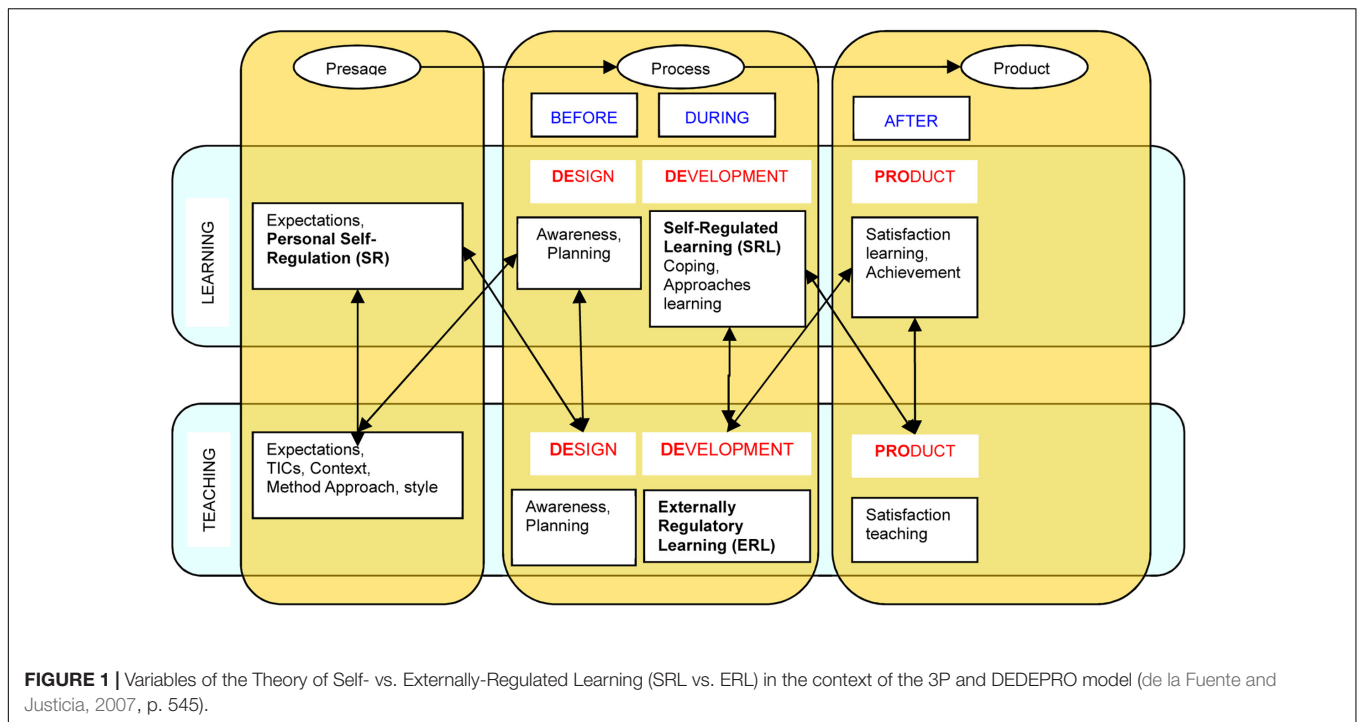 Presage
Process
Product
BEFORE
DURING
AFTER
LEARNING
DESIGN
DEVELOPMENT
PRODUCT
Expectations,
Personal Self-
Regulation (SR)
Awareness,
Planning
Self-Regulated
Learning (SRL)
Coping,
Approaches
learning
Satisfaction
learning,
Achievement
TEACHING
Expectations,
TICs, Context,
Method Approach, style
DESIGN
DEVELOPMENT
PRODUCT
Awareness,
Planning
Externally
Regulatory
Learning (ERL)
Satisfaction
teaching
FIGURE 1 | Variables of the Theory of Self- vs. Externally-Regulated Learning (SRL vs. ERL) in the context of the 3P and DEDEPRO model (de la Fuente and
Justicia, 2007, p. 545).